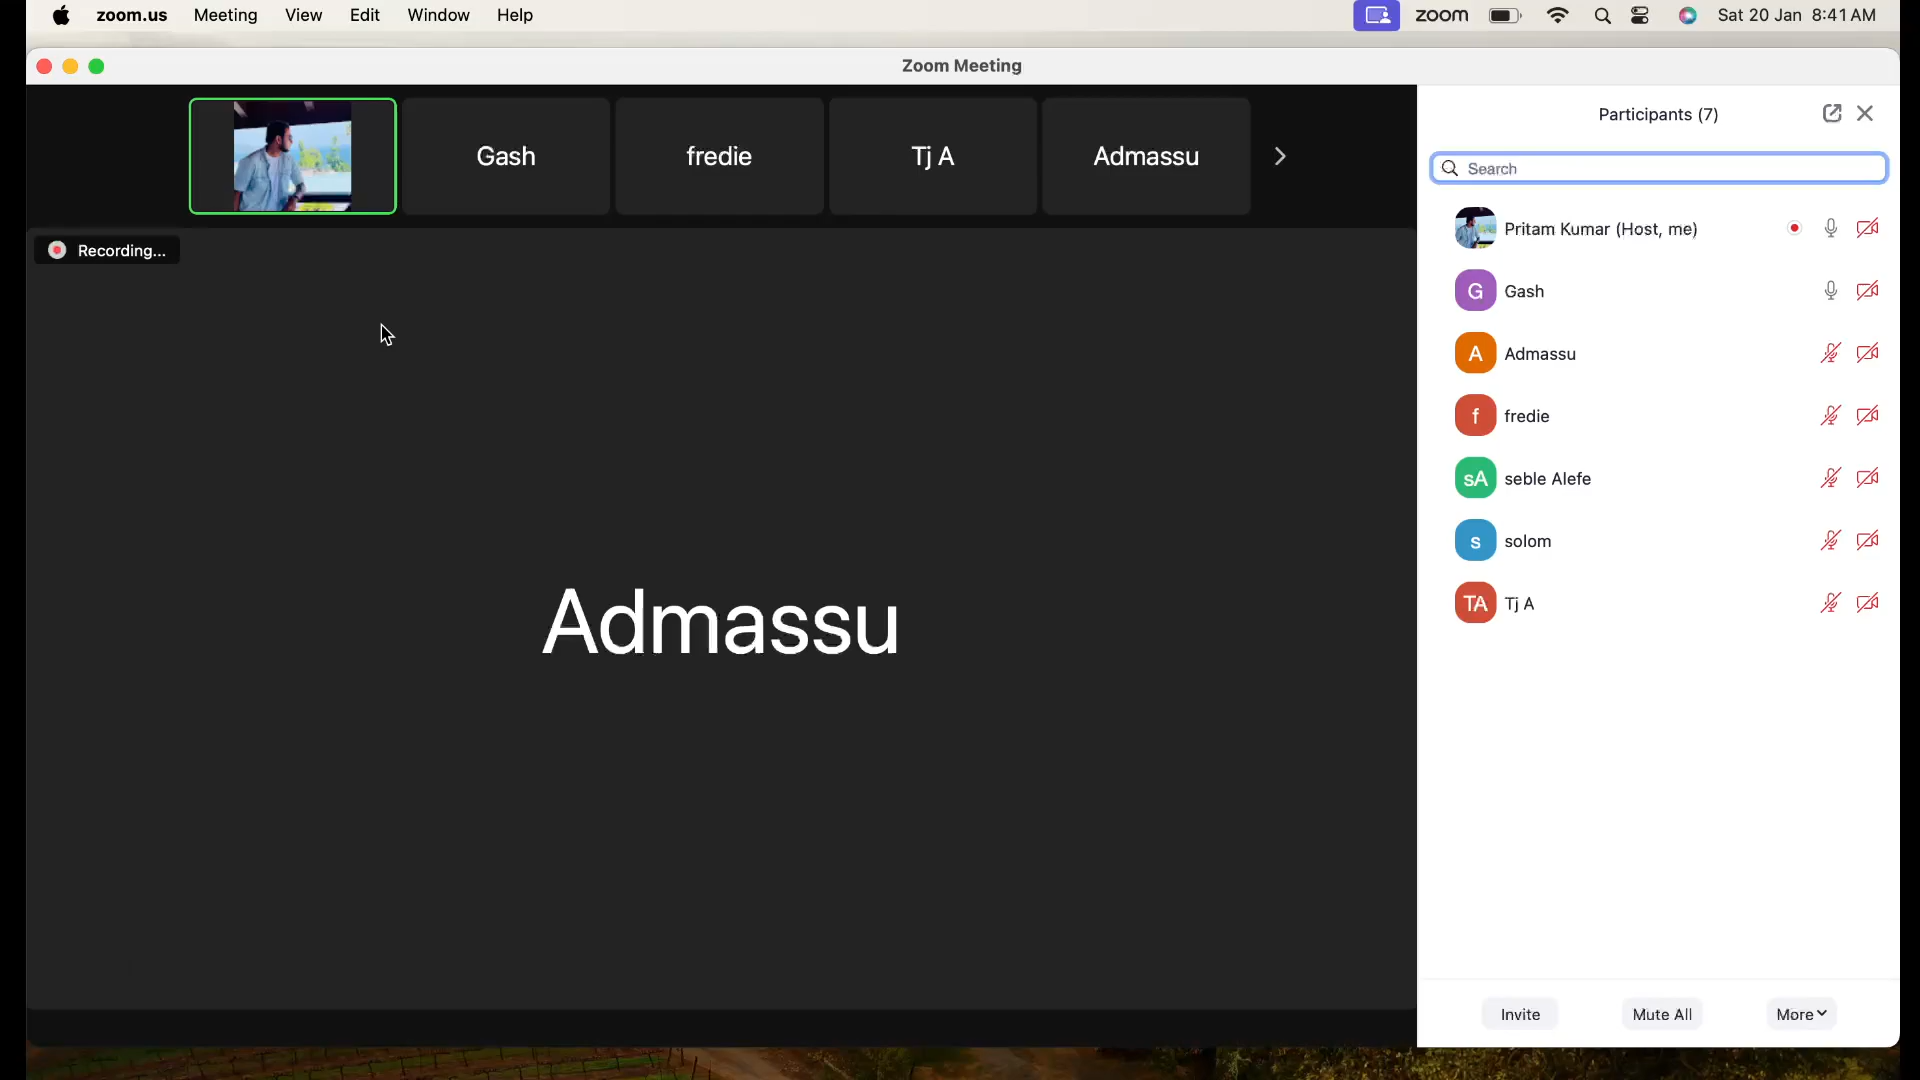 zoom.us Meeting View Edit Window Help zoom Sat 20 Jan 8:41 AM
Zoom Meeting
Gash fredie Tj A Admassu
Participants (7)
Search
Recording...
Pritam Kumar (Host, me)
G Gash
A Admassu
f fredie
sA seble Alefe
s solom
TA Tj A
Admassu
Invite Mute All More